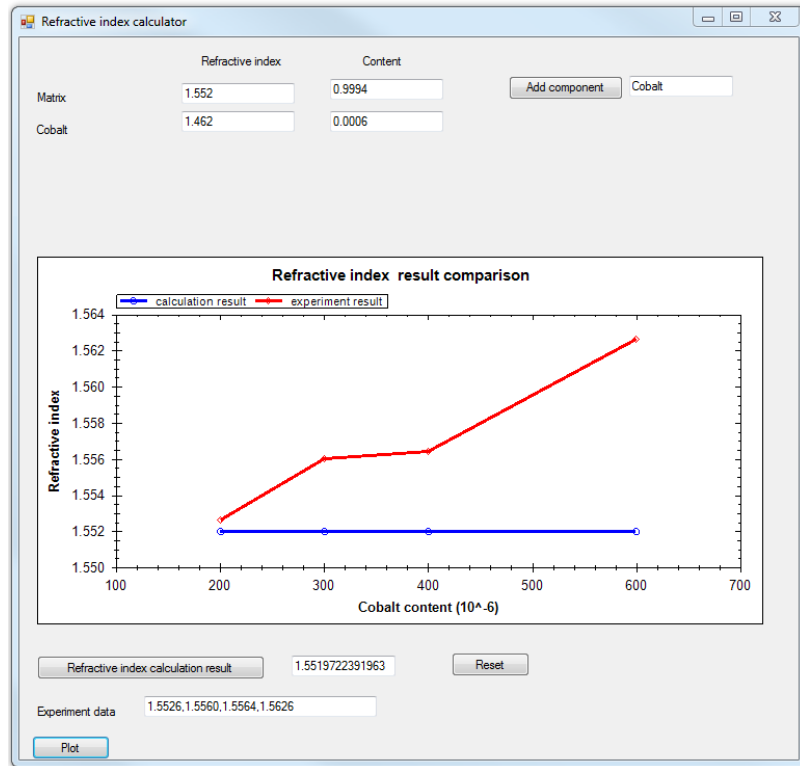 Refractive index calculator
Refractive index Content
Matrix 1.552 0.9994 Add component Cobalt
Cobalt 1.462 0.0006
Refractive index result comparison
calculation result experiment result
1.564
1.562
1.560
1.558
1.556
1.554
1.552
1.550
Refractive index
100 200 300 400 500 600 700
Cobalt content (10^-6)
Refractive index calculation result 1.5519722391963 Reset
Experiment data 1.5526,1.5560,1.5564,1.5626
Plot